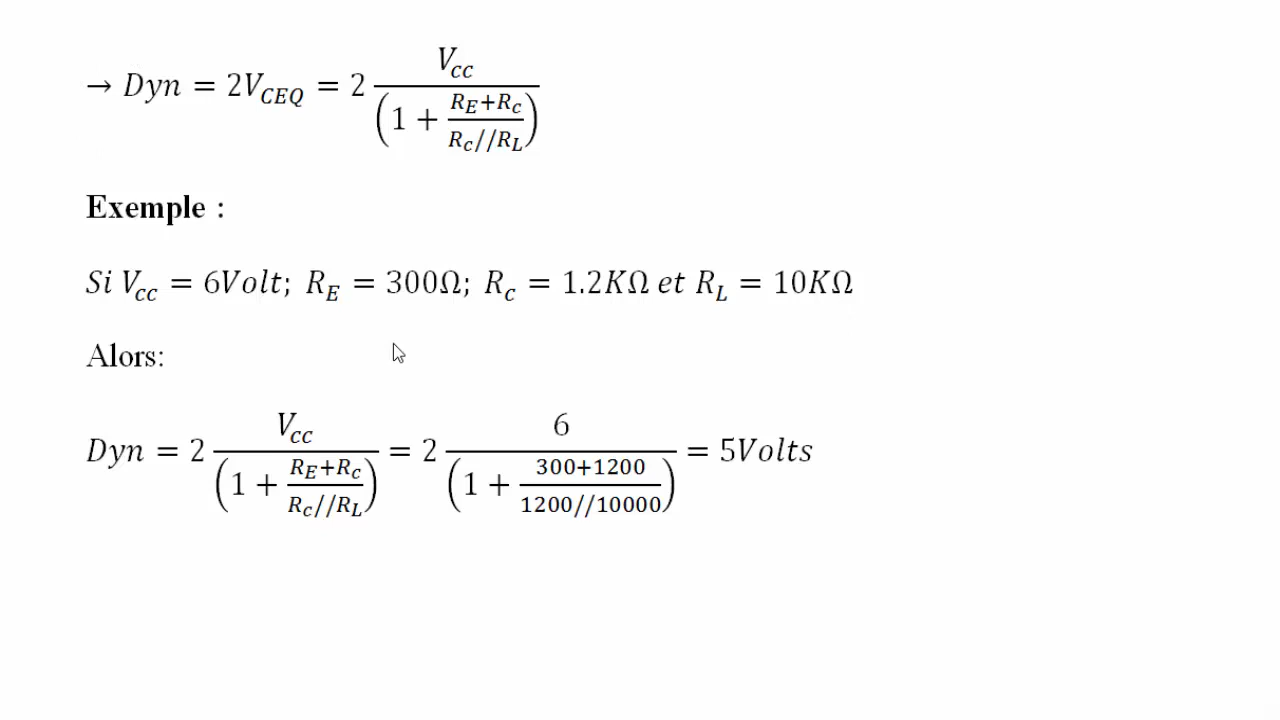 → Dyn = 2V_CEQ = 2 V_cc / (1 + (R_E+R_c)/(R_c//R_L))
Exemple :
Si V_cc = 6Volt; R_E = 300Ω; R_c = 1.2KΩ et R_L = 10KΩ
Alors:
Dyn = 2 V_cc / (1 + (R_E+R_c)/(R_c//R_L)) = 2 6 / (1 + (300+1200)/(1200//10000)) = 5Volts